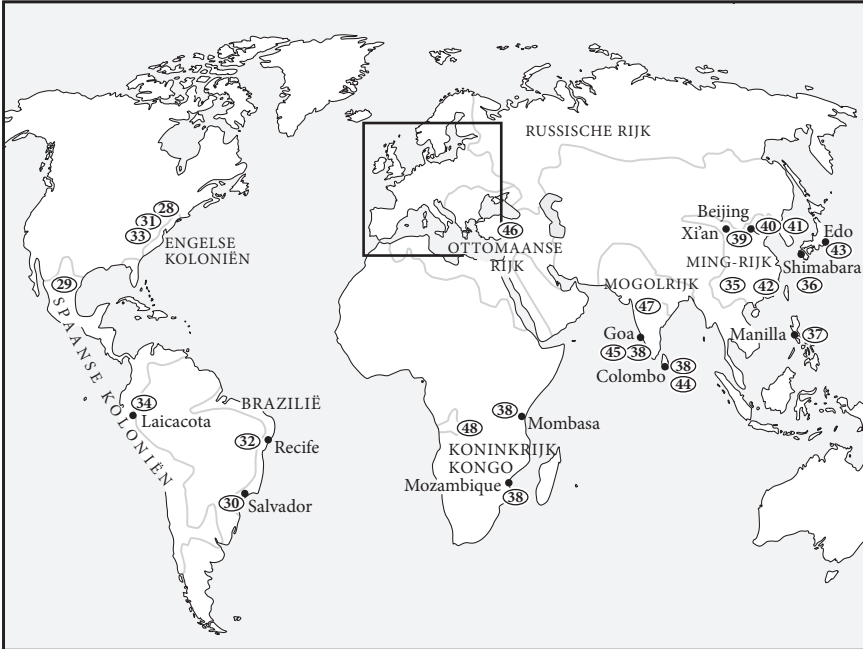 RUSSISCHE RIJK
28
31
33
ENGELSE
KOLONIËN
29
SPAANSE KOLONIËN
46
OTTOMAANSE
RIJK
Beijing
40 41
Edo
43
Xi'an
39
MING-RIJK
Shimabara
35 42 36
MOGOLRIJK
47
Goa
45 38
Manilla 37
Colombo 38
44
34
Laicacota
BRAZILIË
32 Recife
30 Salvador
38 Mombasa
48
KONINKRIJK
KONGO
Mozambique
38